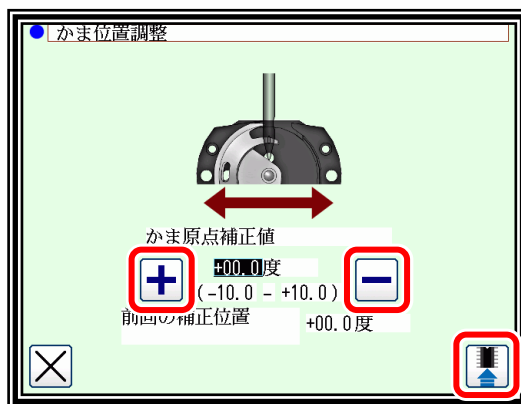 かま位置調整
かま原点補正値
+00.0度
(-10.0 - +10.0)
前回の補正位置 +00.0度